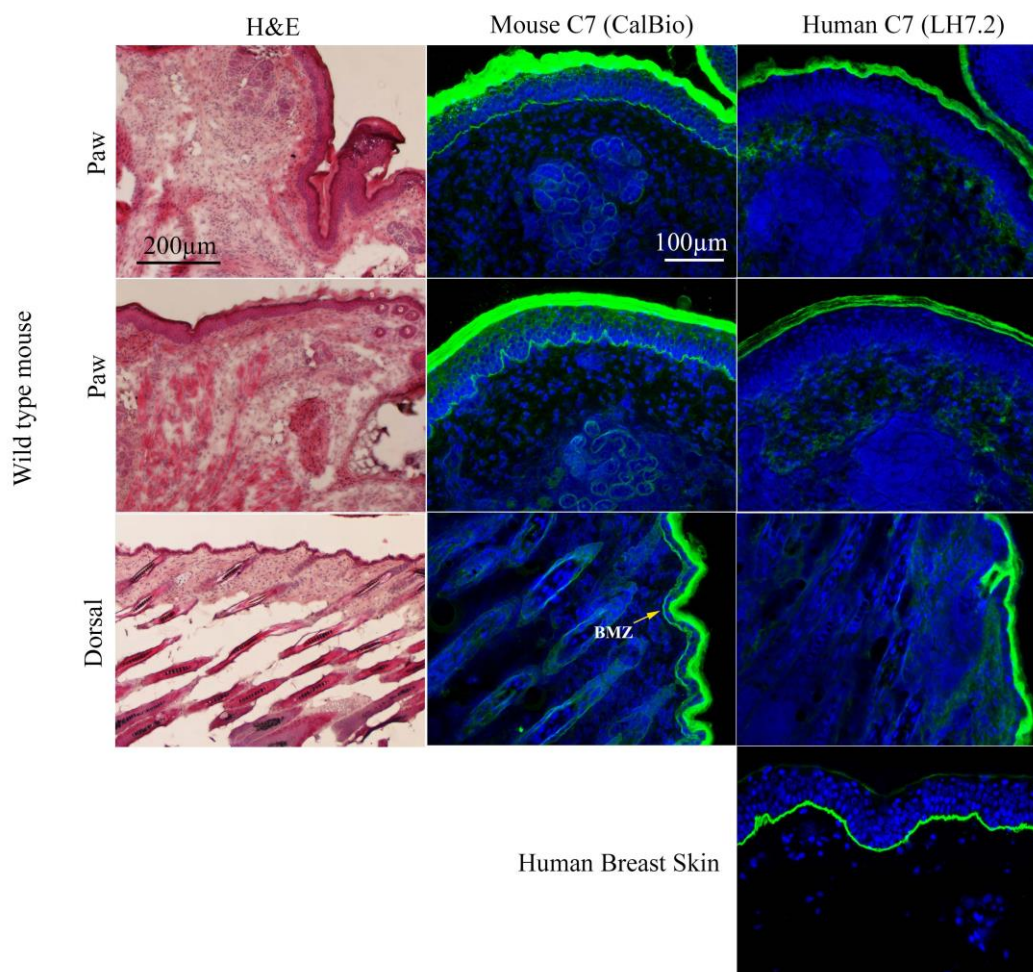 H&E
Mouse C7 (CalBio)
Human C7 (LH7.2)
Wild type mouse
Paw
200µm
100µm
Paw
Dorsal
BMZ
Human Breast Skin